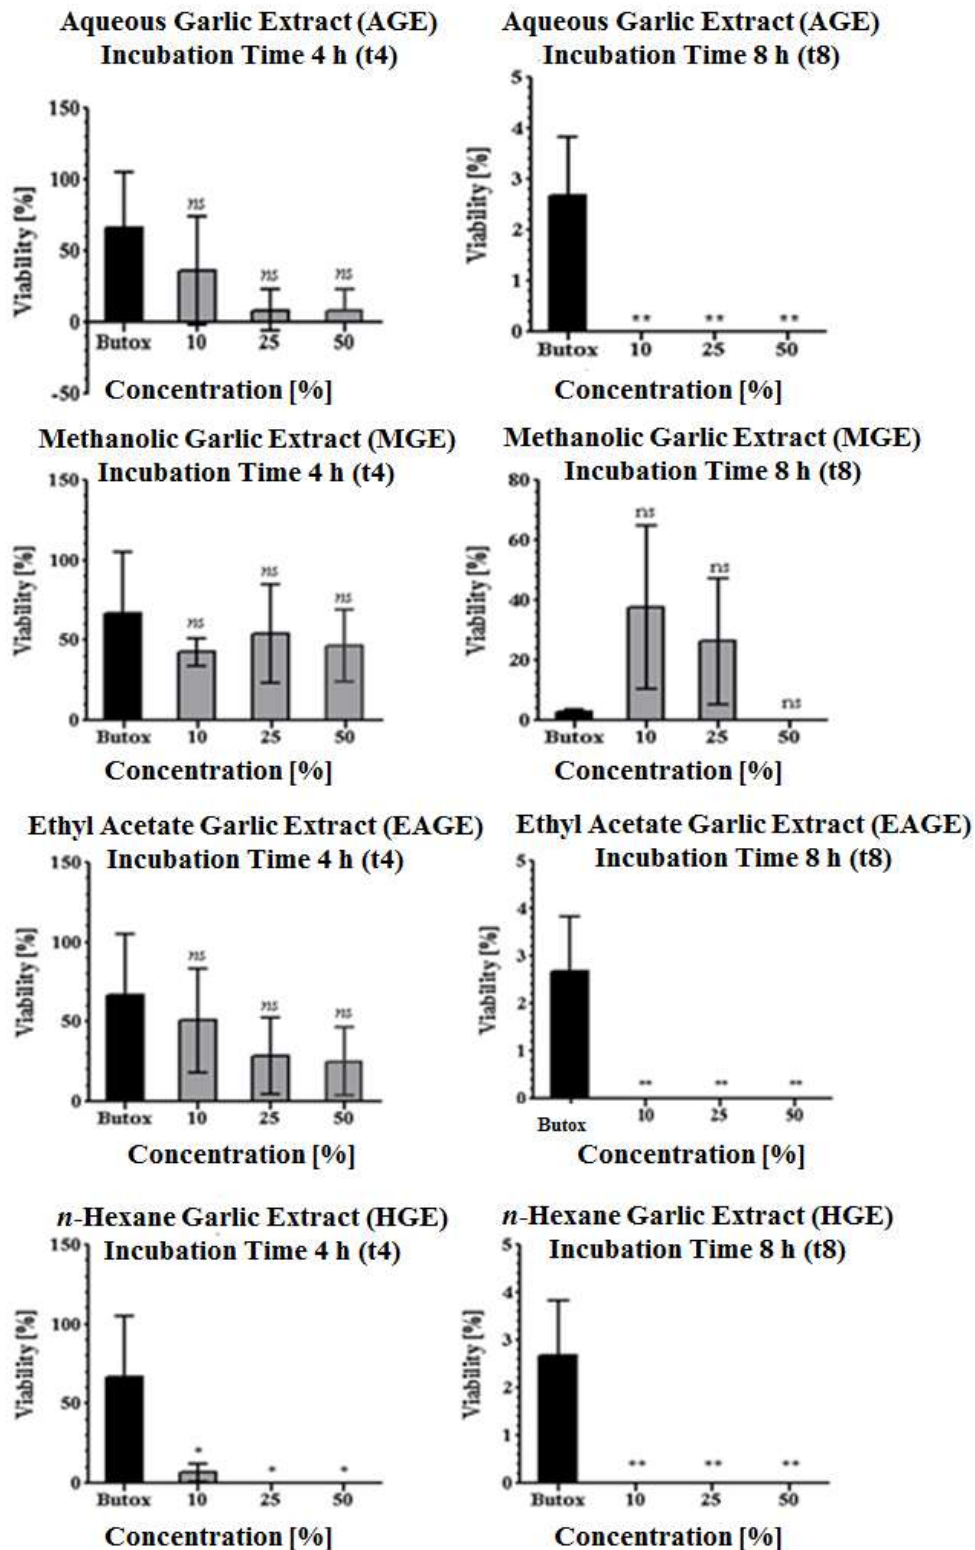 Aqueous Garlic Extract (AGE)
Incubation Time 4 h (t4)
Viability [%]
150
100
50
0
-50
ns
ns
ns
Butox 10 25 50
Concentration [%]
Aqueous Garlic Extract (AGE)
Incubation Time 8 h (t8)
Viability [%]
5
4
3
2
1
0
** ** **
Butox 10 25 50
Concentration [%]
Methanolic Garlic Extract (MGE)
Incubation Time 4 h (t4)
Viability [%]
150
100
50
0
ns
ns
ns
Butox 10 25 50
Concentration [%]
Methanolic Garlic Extract (MGE)
Incubation Time 8 h (t8)
Viability [%]
80
60
40
20
0
ns
ns
ns
Butox 10 25 50
Concentration [%]
Ethyl Acetate Garlic Extract (EAGE)
Incubation Time 4 h (t4)
Viability [%]
150
100
50
0
ns
ns
ns
Butox 10 25 50
Concentration [%]
Ethyl Acetate Garlic Extract (EAGE)
Incubation Time 8 h (t8)
Viability [%]
5
4
3
2
1
0
** ** **
Butox 10 25 50
Concentration [%]
n-Hexane Garlic Extract (HGE)
Incubation Time 4 h (t4)
Viability [%]
150
100
50
0
*
* *
Butox 10 25 50
Concentration [%]
n-Hexane Garlic Extract (HGE)
Incubation Time 8 h (t8)
Viability [%]
5
4
3
2
1
0
** ** **
Butox 10 25 50
Concentration [%]